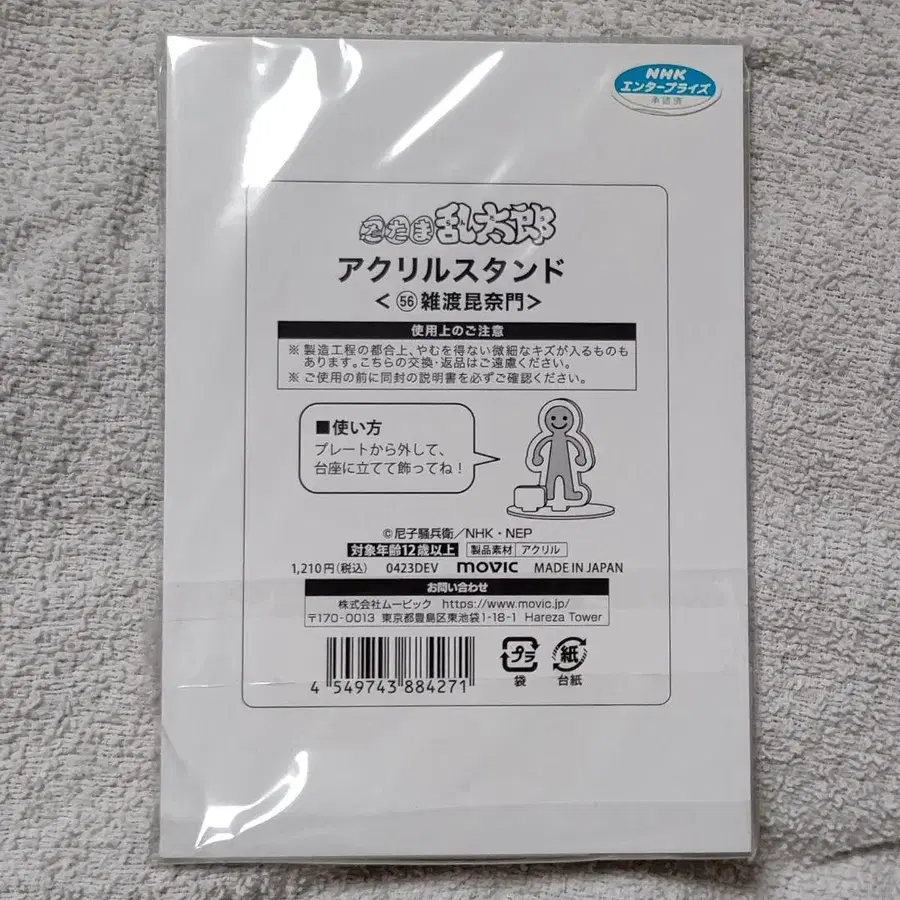 NHK
エンタープライズ
承認済
忍たま乱太郎
アクリルスタンド
＜56雑渡昆奈門＞
使用上のご注意
※ 製造工程の都合上、やむを得ない微細なキズが入るものも
あります。こちらの交換・返品はご遠慮ください。
※ ご使用の前に同封の説明書を必ずご確認ください。
■使い方
プレートから外して、
台座に立てて飾ってね！
©尼子騒兵衛／NHK・NEP
対象年齢12歳以上 製品素材 アクリル
1,210円(税込) 0423DEV movic MADE IN JAPAN
お問い合わせ
株式会社ムービック https://www.movic.jp/
〒170-0013 東京都豊島区東池袋1-18-1 Hareza Tower
4 549743 884271
プラ 紙
袋 台紙